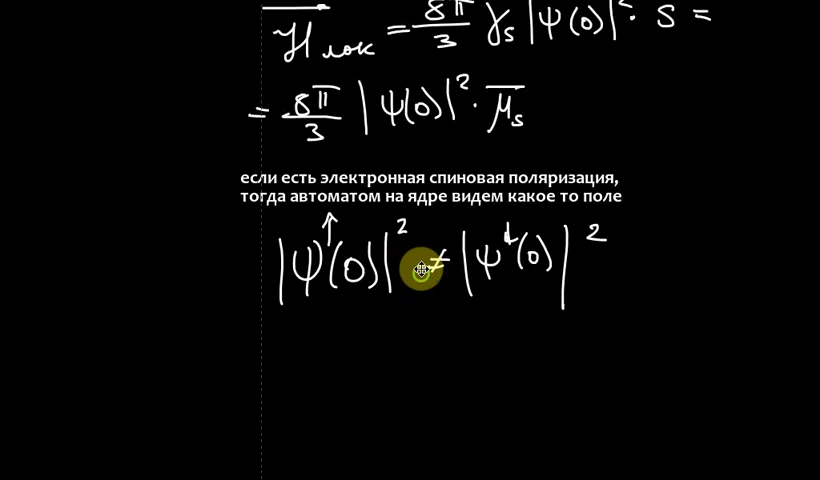 H̄ лок = 8π/3 γₛ |ψ(0)|² · s =
= 8π/3 |ψ(0)|² · μ̄ₛ
если есть электронная спиновая поляризация,
тогда автоматом на ядре видем какое то поле
|ψ↑(0)|² ≠ |ψ↓(0)|²